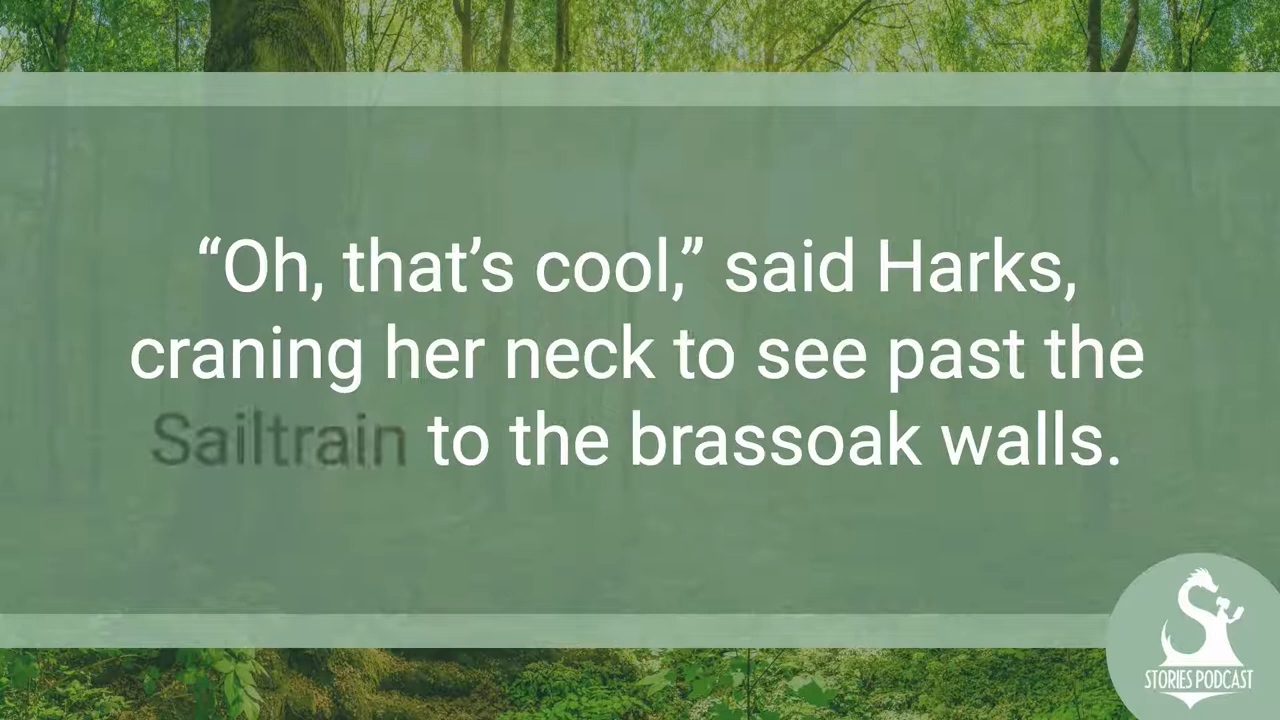 “Oh, that’s cool,” said Harks,
craning her neck to see past the
Sailtrain to the brassoak walls.
STORIES PODCAST